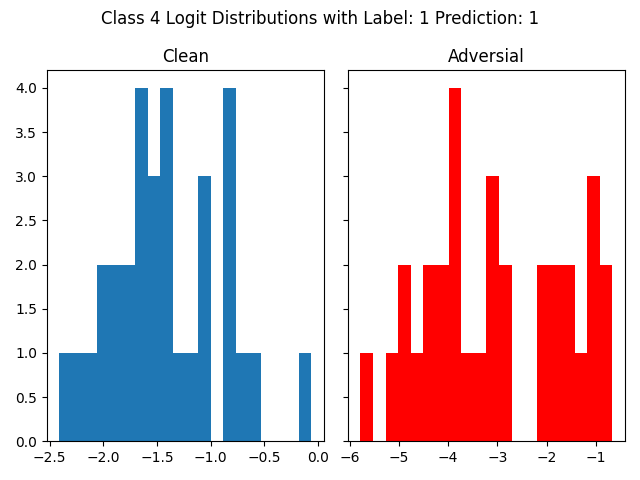 Class 4 Logit Distributions with Label: 1 Prediction: 1
Clean
Adversial
4.0
3.5
3.0
2.5
2.0
1.5
1.0
0.5
0.0
−2.5 −2.0 −1.5 −1.0 −0.5 0.0
−6 −5 −4 −3 −2 −1